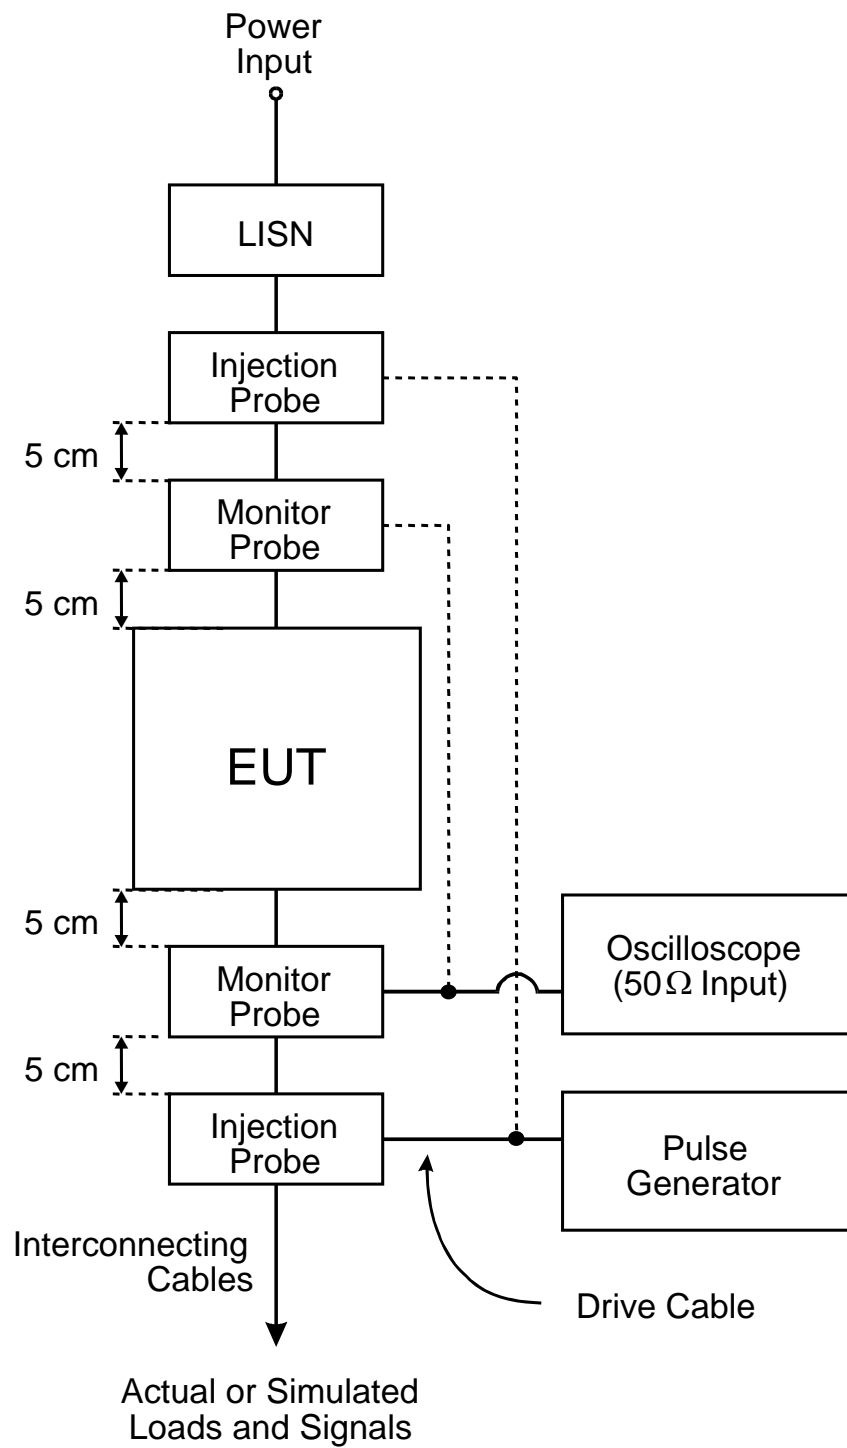 Power
Input
LISN
Injection
Probe
5 cm
Monitor
Probe
5 cm
EUT
5 cm
Monitor
Probe
Oscilloscope
(50Ω Input)
5 cm
Injection
Probe
Pulse
Generator
Interconnecting
Cables
Drive Cable
Actual or Simulated
Loads and Signals